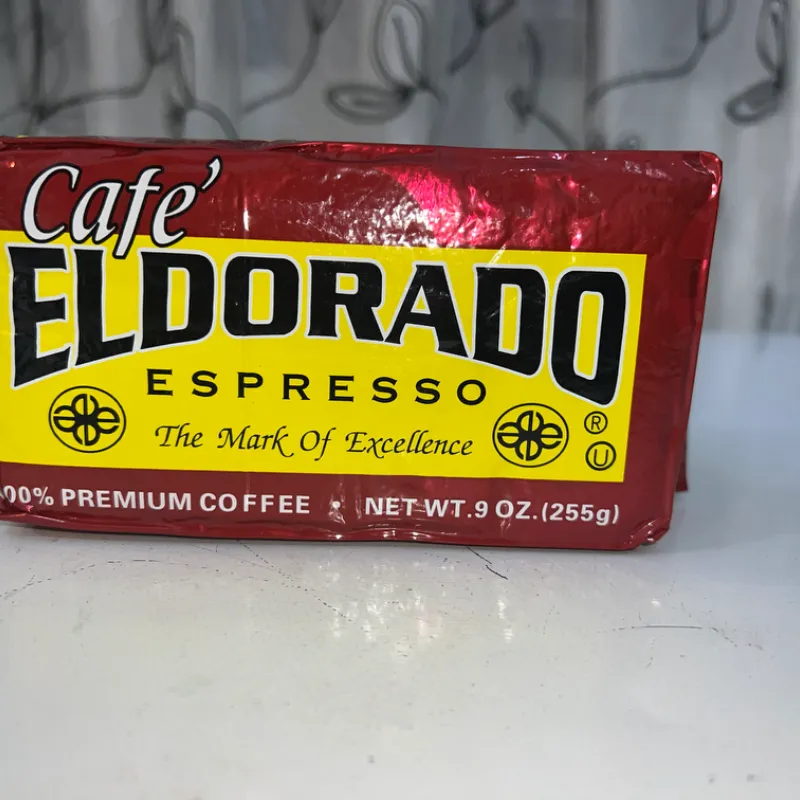 Cafe'
ELDORADO
ESPRESSO
The Mark Of Excellence
®
U
00% PREMIUM COFFEE • NET WT.9 OZ.(255g)